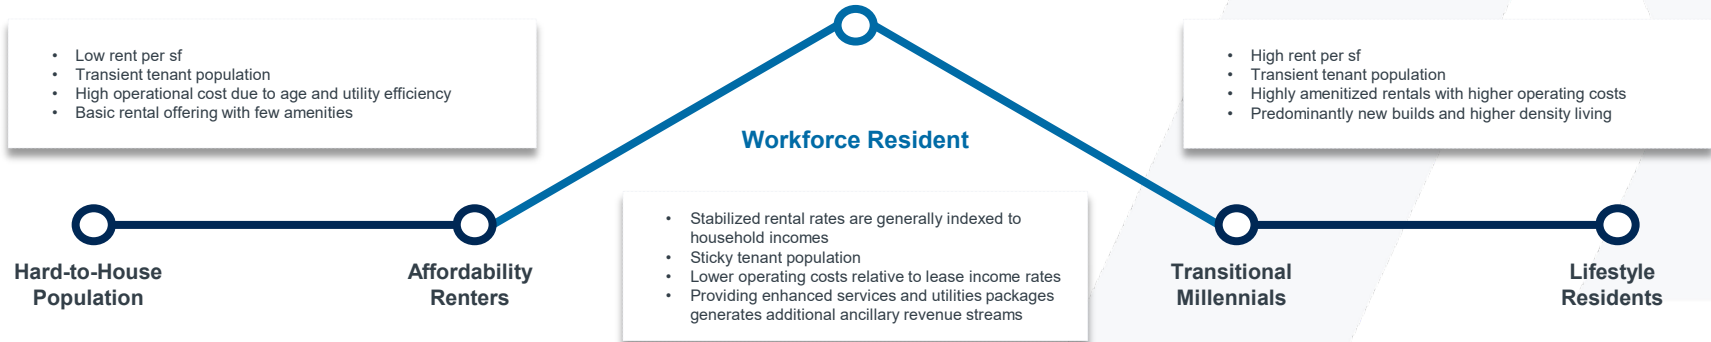 • Low rent per sf
• Transient tenant population
• High operational cost due to age and utility efficiency
• Basic rental offering with few amenities
• High rent per sf
• Transient tenant population
• Highly amenitized rentals with higher operating costs
• Predominantly new builds and higher density living
Workforce Resident
• Stabilized rental rates are generally indexed to
household incomes
• Sticky tenant population
• Lower operating costs relative to lease income rates
• Providing enhanced services and utilities packages
generates additional ancillary revenue streams
Hard-to-House
Population
Affordability
Renters
Transitional
Millennials
Lifestyle
Residents